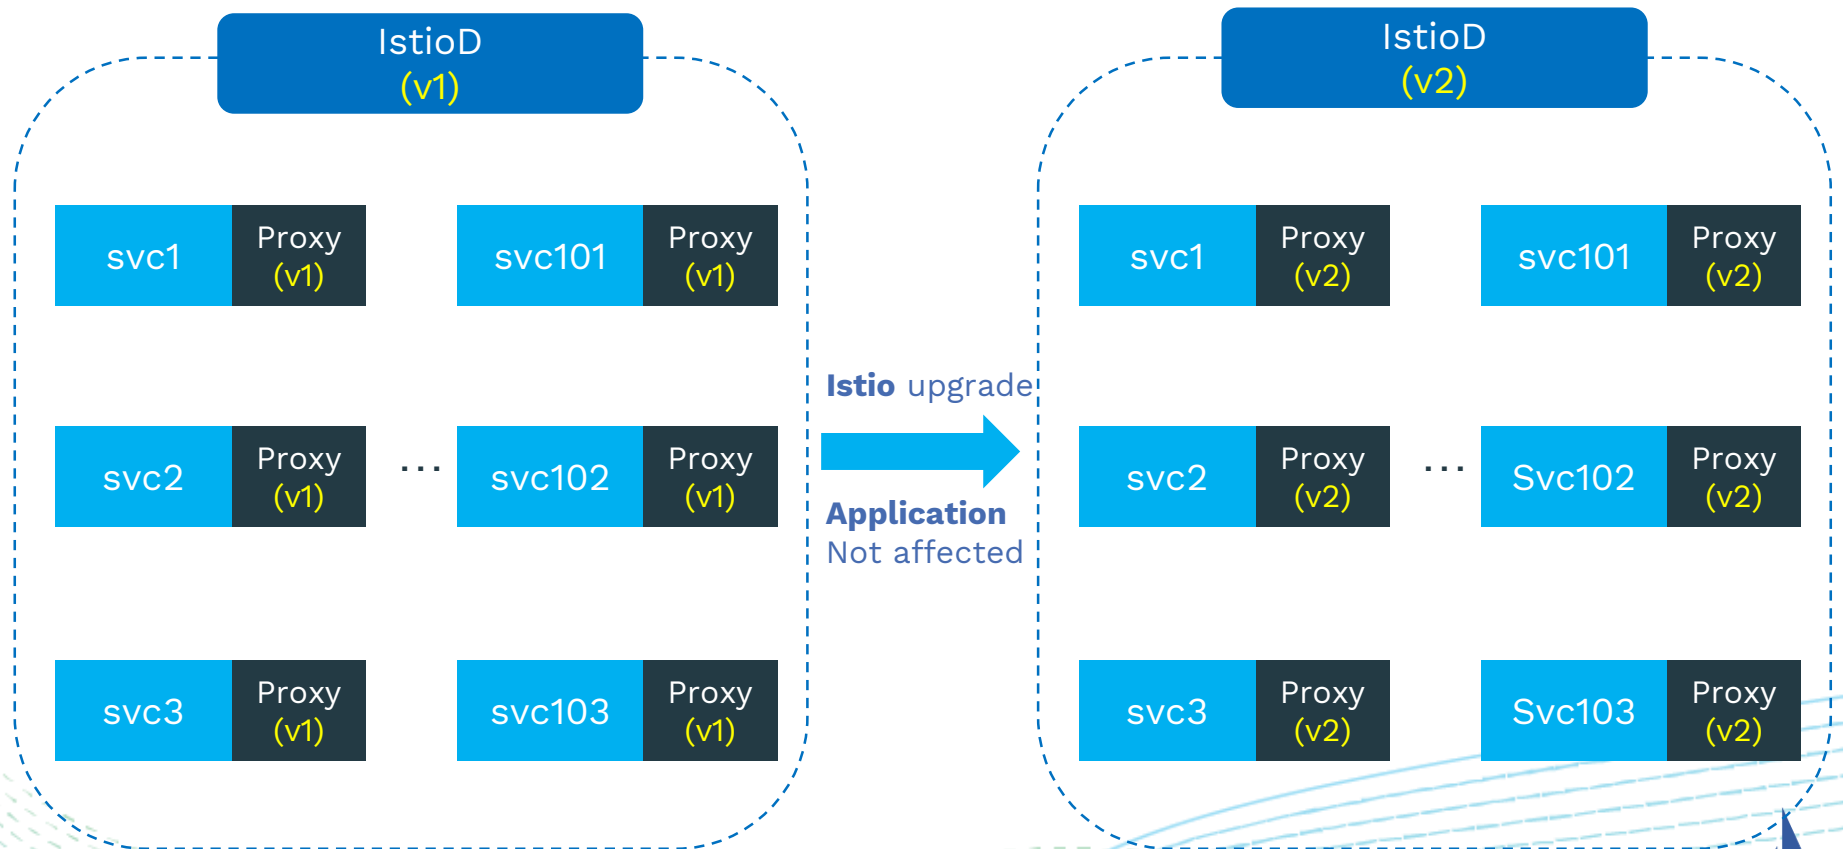 IstioD
(v1)
svc1
Proxy
(v1)
svc101
Proxy
(v1)
svc2
Proxy
(v1)
...
svc102
Proxy
(v1)
svc3
Proxy
(v1)
svc103
Proxy
(v1)
Istio upgrade
Application
Not affected
IstioD
(v2)
svc1
Proxy
(v2)
svc101
Proxy
(v2)
svc2
Proxy
(v2)
...
Svc102
Proxy
(v2)
svc3
Proxy
(v2)
Svc103
Proxy
(v2)